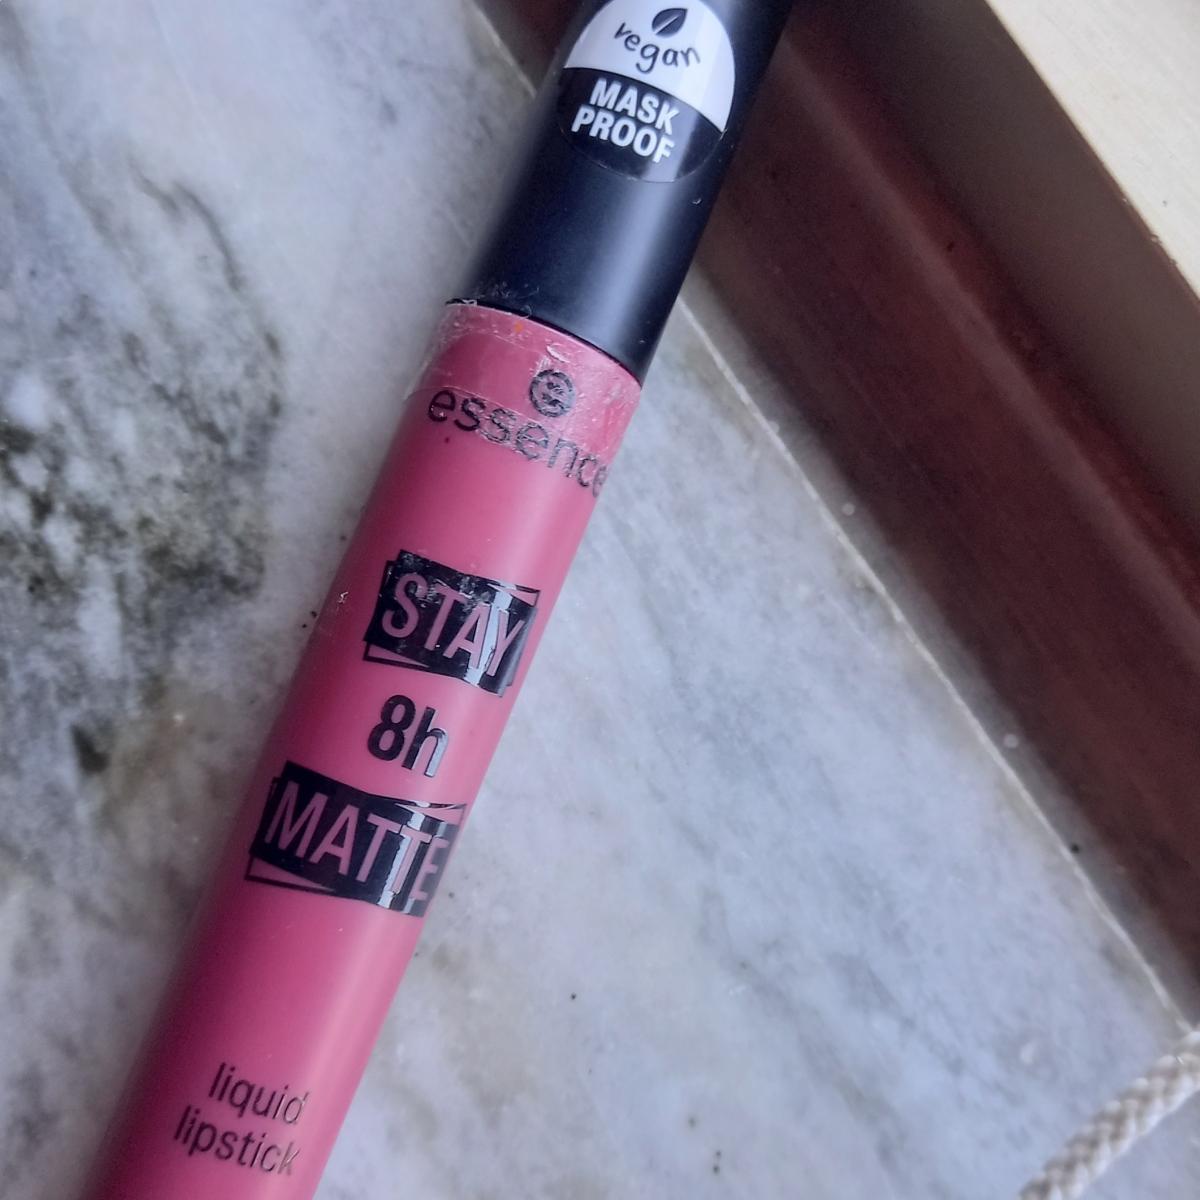 vegan
MASK
PROOF
essence
STAY
8h
MATTE
liquid
lipstick